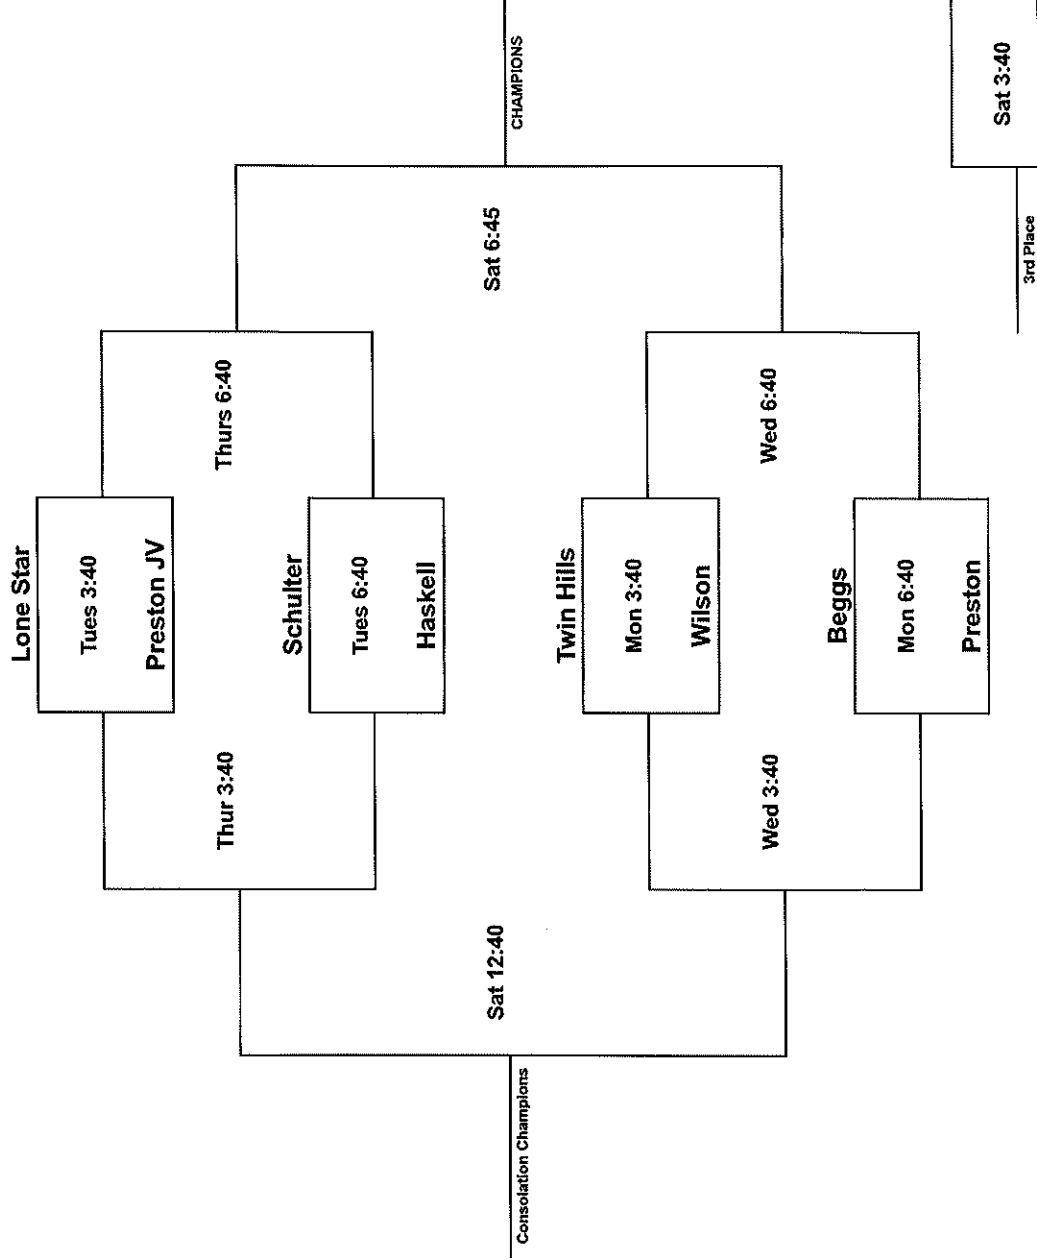 Lone Star
Tues 3:40
Preston JV
Thur 3:40
Thurs 6:40
Schulter
Tues 6:40
Haskell
Consolation Champions
Sat 12:40
Sat 6:45
CHAMPIONS
Twin Hills
Mon 3:40
Wilson
Wed 3:40
Wed 6:40
Beggs
Mon 6:40
Preston
Sat 3:40
3rd Place